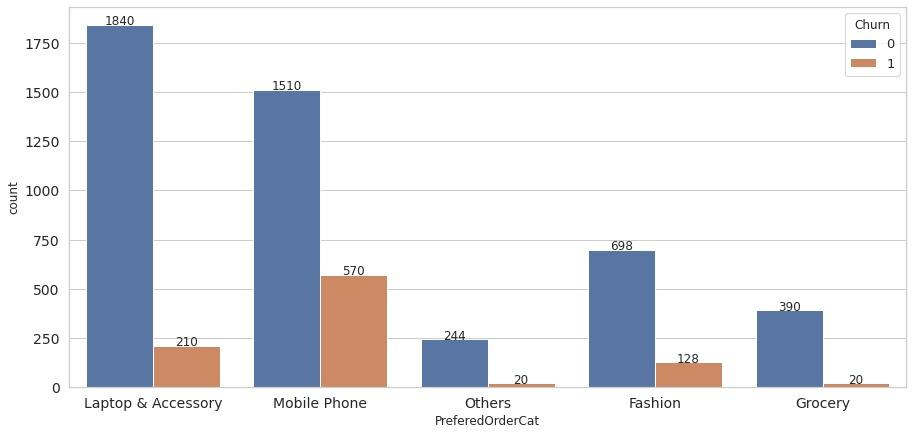 1840
1750
1510
1500
1250
1000
750
500
250
0
count
210
570
244
20
698
128
390
20
Churn
0
1
Laptop & Accessory
Mobile Phone
Others
Fashion
Grocery
PreferedOrderCat